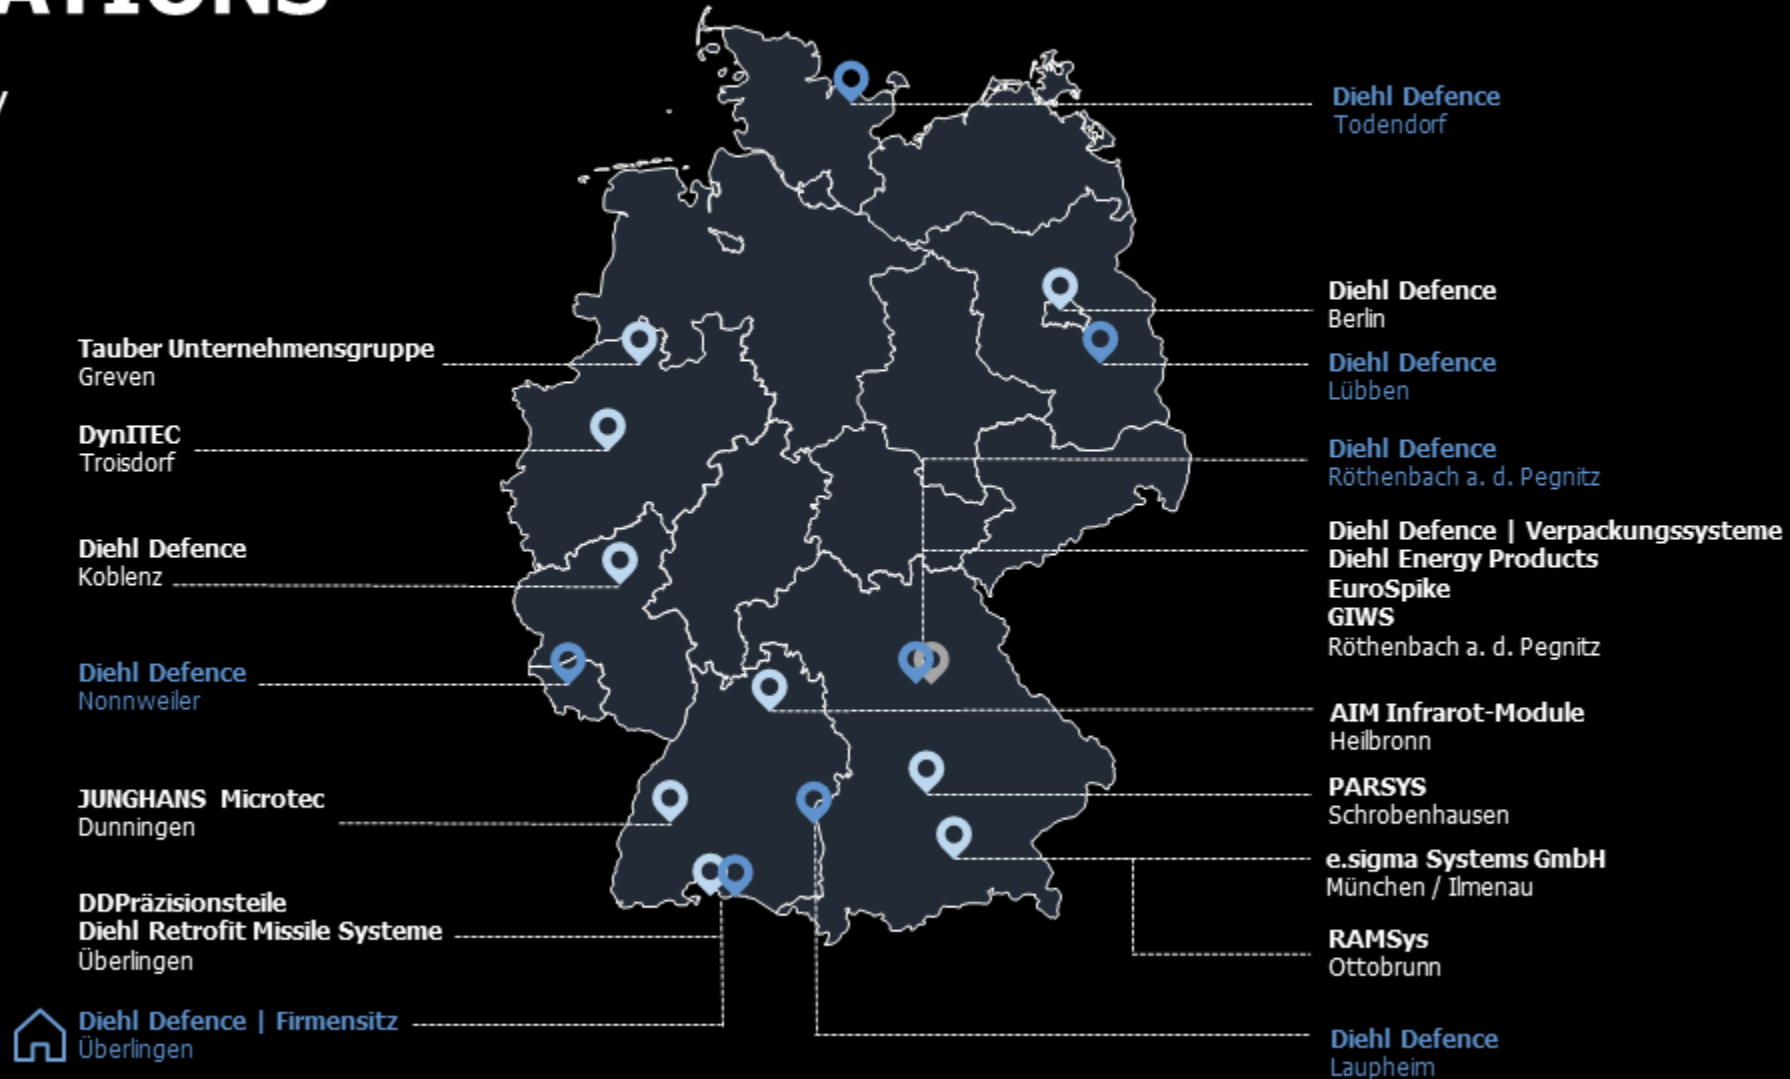 Diehl Defence
Todendorf
Diehl Defence
Berlin
Diehl Defence
Lübben
Diehl Defence
Röthenbach a. d. Pegnitz
Diehl Defence | Verpackungssysteme
Diehl Energy Products
EuroSpike
GIWS
Röthenbach a. d. Pegnitz
AIM Infrarot-Module
Heilbronn
PARSYS
Schrobenhausen
e.sigma Systems GmbH
München / Ilmenau
RAMSys
Ottobrunn
Diehl Defence
Laupheim
Tauber Unternehmensgruppe
Greven
DynITEC
Troisdorf
Diehl Defence
Koblenz
Diehl Defence
Nonnweiler
JUNGHANS Microtec
Dunningen
DDPräzisionsteile
Diehl Retrofit Missile Systeme
Überlingen
Diehl Defence | Firmensitz
Überlingen